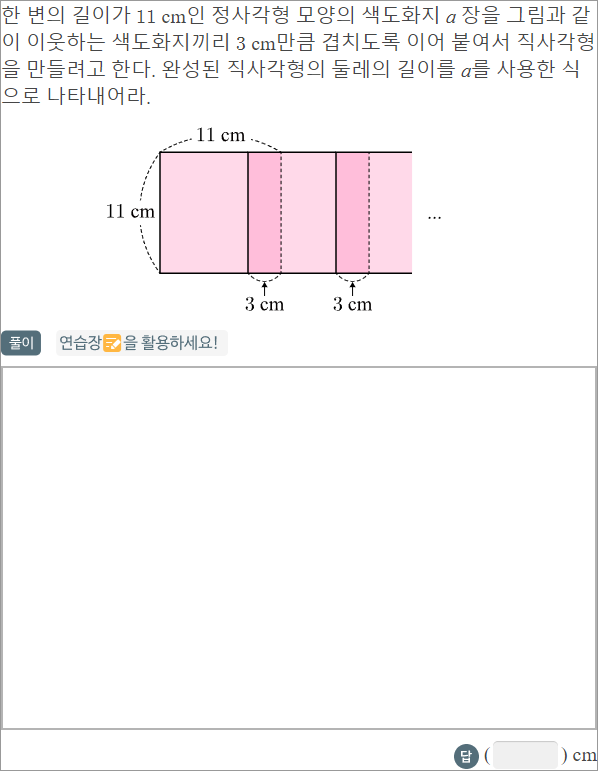 한 변의 길이가 11 cm인 정사각형 모양의 색도화지 a 장을 그림과 같
이 이웃하는 색도화지끼리 3 cm만큼 겹치도록 이어 붙여서 직사각형
을 만들려고 한다. 완성된 직사각형의 둘레의 길이를 a를 사용한 식
으로 나타내어라.
11 cm
11 cm
...
3 cm 3 cm
풀이 연습장을 활용하세요!
답 ( ) cm